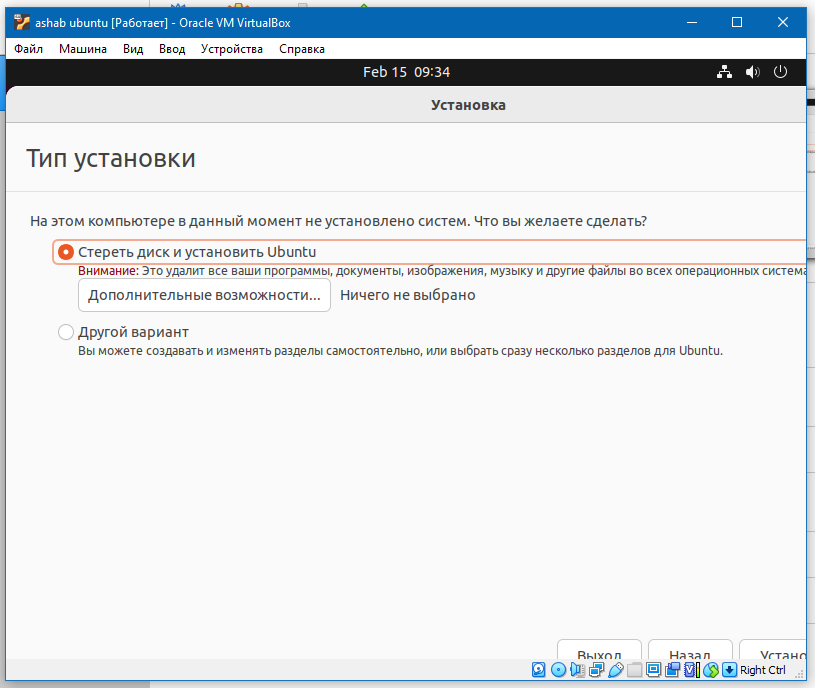 ashab ubuntu [Работает] - Oracle VM VirtualBox
Файл Машина Вид Ввод Устройства Справка
Feb 15 09:34
Установка
Тип установки
На этом компьютере в данный момент не установлено систем. Что вы желаете сделать?
Стереть диск и установить Ubuntu
Внимание: Это удалит все ваши программы, документы, изображения, музыку и другие файлы во всех операционных система
Дополнительные возможности... Ничего не выбрано
Другой вариант
Вы можете создавать и изменять разделы самостоятельно, или выбрать сразу несколько разделов для Ubuntu.
Выход Назад Устано
Right Ctrl